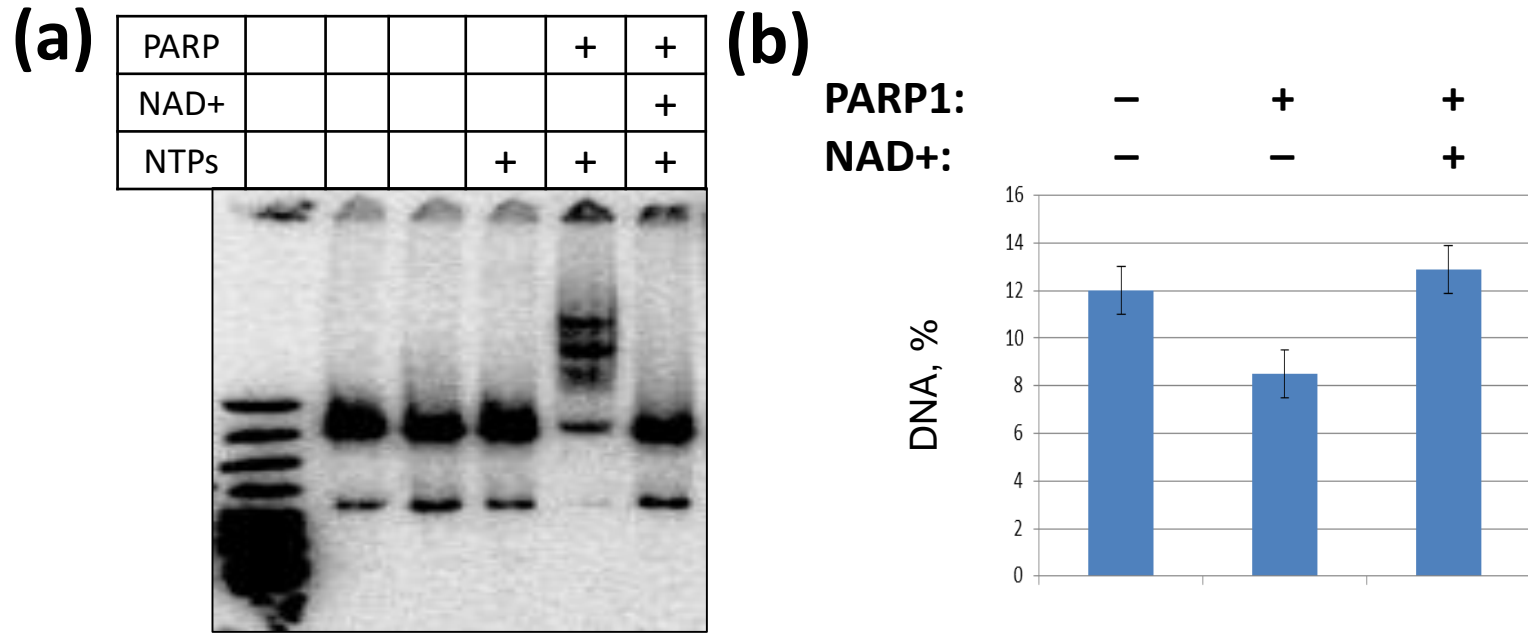 (a)
PARP + +
NAD+ +
NTPs + + +
(b)
PARP1: – + +
NAD+: – – +
DNA, %
16
14
12
10
8
6
4
2
0